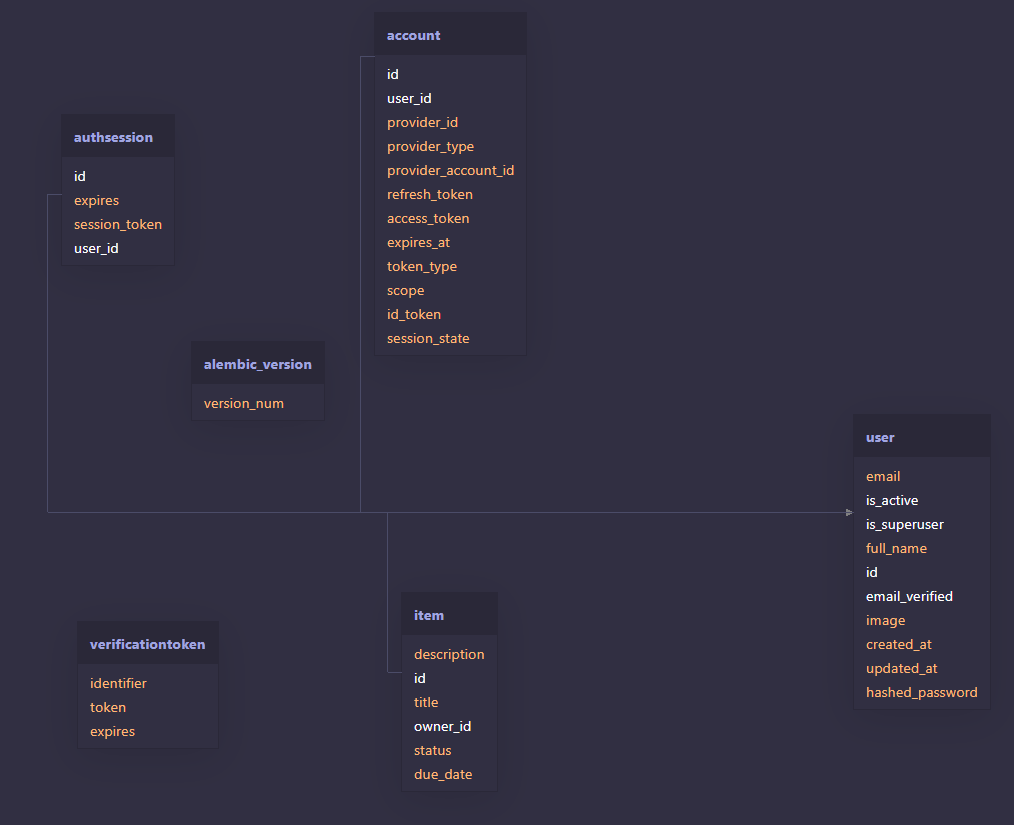 account
id
user_id
provider_id
provider_type
provider_account_id
refresh_token
access_token
expires_at
token_type
scope
id_token
session_state
authsession
id
expires
session_token
user_id
alembic_version
version_num
user
email
is_active
is_superuser
full_name
id
email_verified
image
created_at
updated_at
hashed_password
item
description
id
title
owner_id
status
due_date
verificationtoken
identifier
token
expires